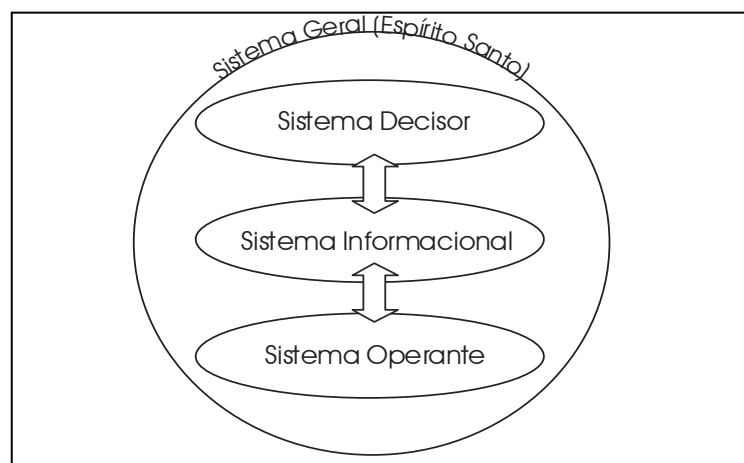 Sistema Geral (Espírito Santo)
Sistema Decisor
Sistema Informacional
Sistema Operante